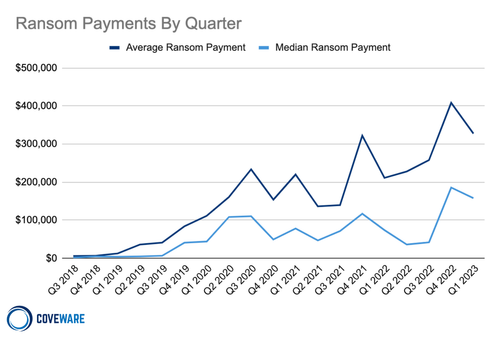 Ransom Payments By Quarter
Average Ransom Payment
Median Ransom Payment
$500,000
$400,000
$300,000
$200,000
$100,000
$0
Q3 2018
Q4 2018
Q1 2019
Q2 2019
Q3 2019
Q4 2019
Q1 2020
Q2 2020
Q3 2020
Q4 2020
Q1 2021
Q2 2021
Q3 2021
Q4 2021
Q1 2022
Q2 2022
Q3 2022
Q4 2022
Q1 2023
COVEWARE